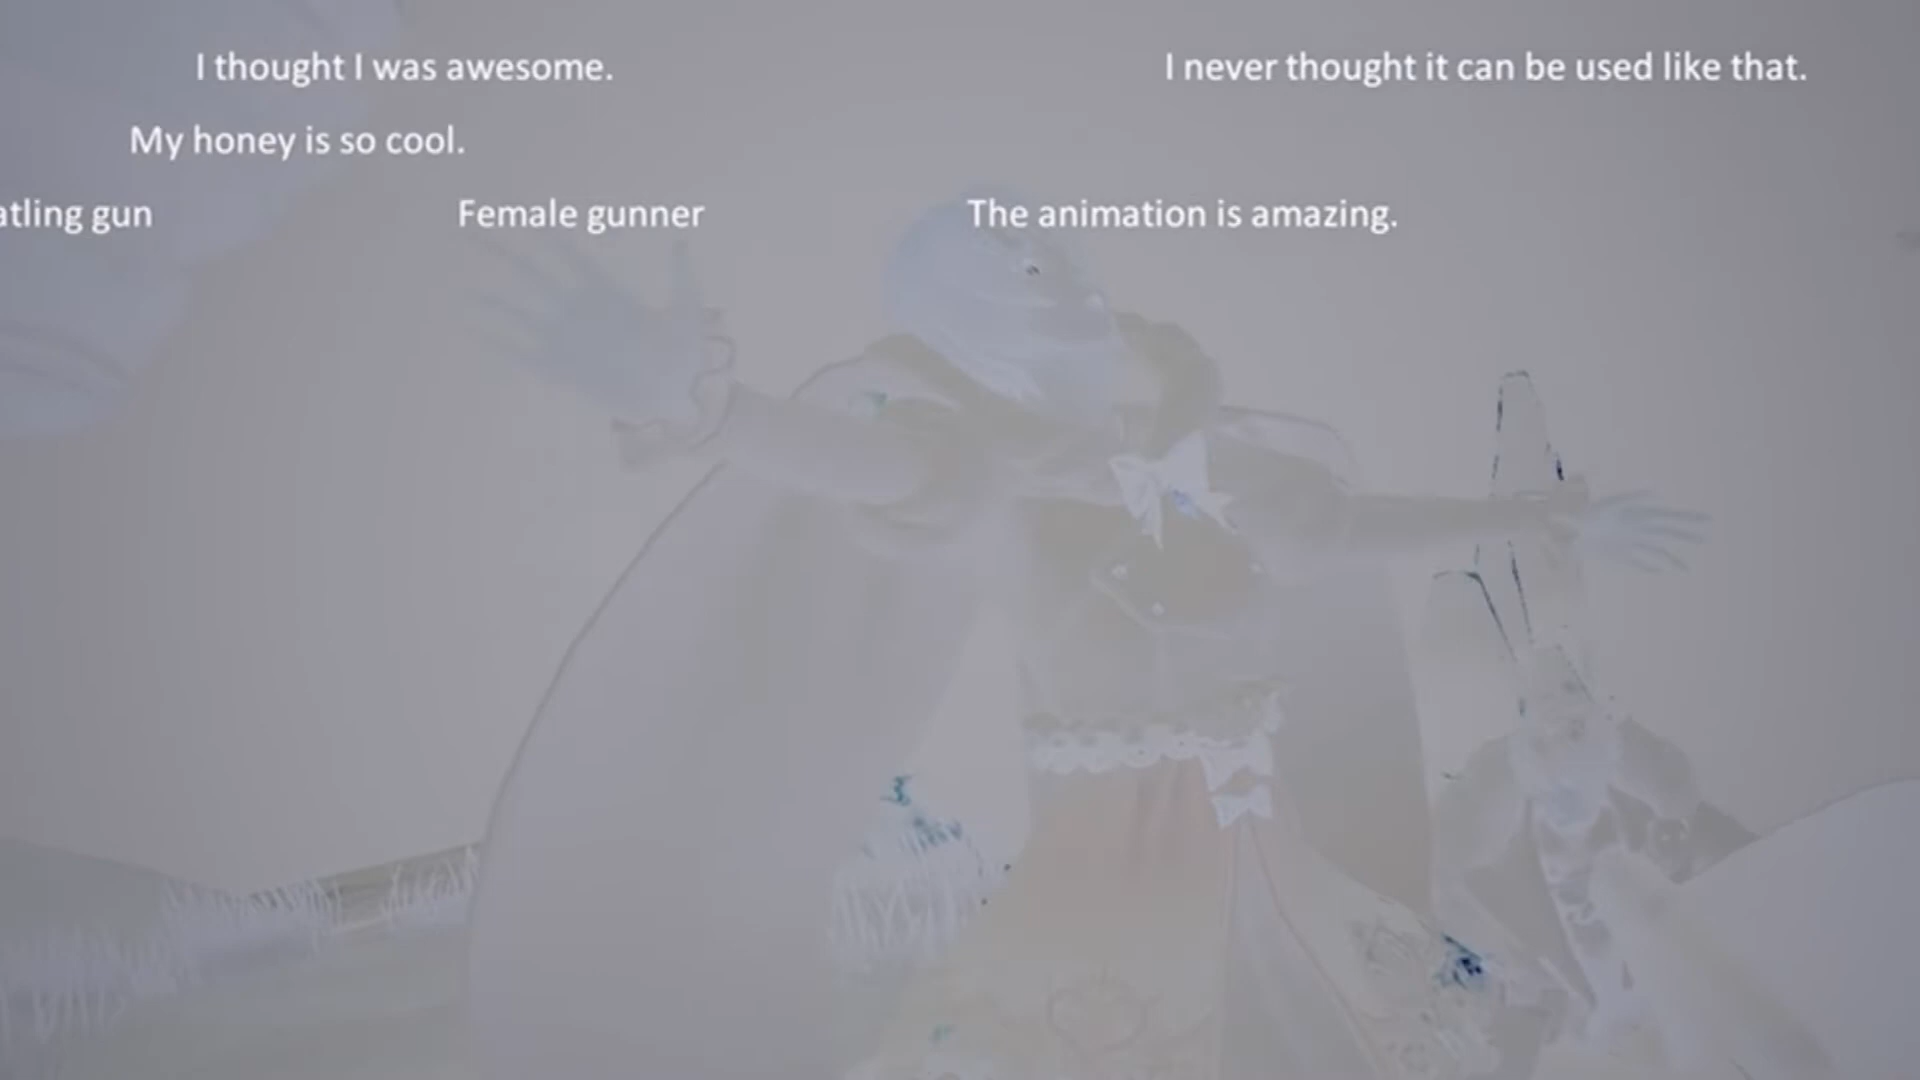 I thought I was awesome.
I never thought it can be used like that.
My honey is so cool.
atling gun
Female gunner
The animation is amazing.